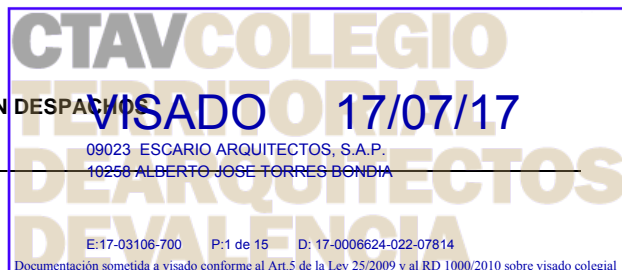 CTAVCOLEGIO
TERRITORIAL
N DESPACHOS
VISADO 17/07/17
09023 ESCARIO ARQUITECTOS, S.A.P.
10258 ALBERTO JOSE TORRES BONDIA
DEARQUITECTOS
DEVALENCIA
E:17-03106-700 P:1 de 15 D: 17-0006624-022-07814
Documentación sometida a visado conforme al Art.5 de la Ley 25/2009 y al RD 1000/2010 sobre visado colegial